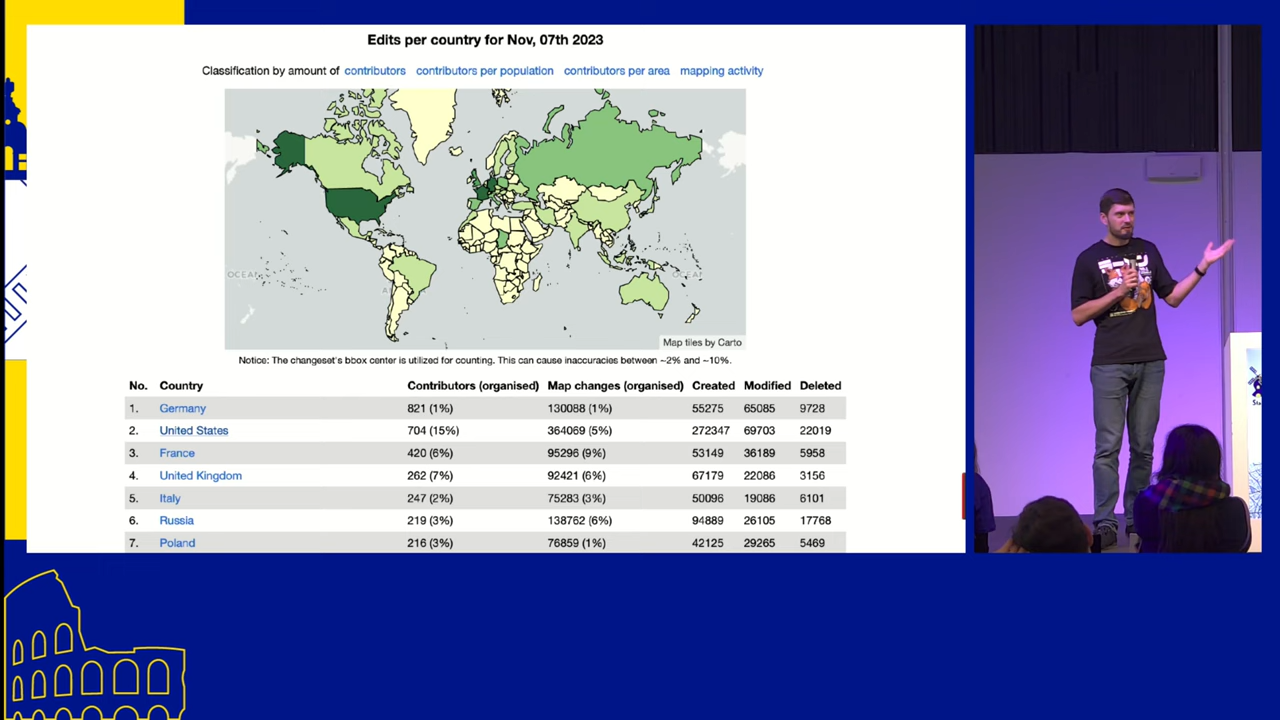 Edits per country for Nov, 07th 2023
Classification by amount of contributors contributors per population contributors per area mapping activity
OCEAN
OCEAN
Map tiles by Carto
Notice: The changeset's bbox center is utilized for counting. This can cause inaccuracies between ~2% and ~10%.
No. Country Contributors (organised) Map changes (organised) Created Modified Deleted
1. Germany 821 (1%) 130088 (1%) 55275 65085 9728
2. United States 704 (15%) 364069 (5%) 272347 69703 22019
3. France 420 (6%) 95296 (9%) 53149 36189 5958
4. United Kingdom 262 (7%) 92421 (6%) 67179 22086 3156
5. Italy 247 (2%) 75283 (3%) 50096 19086 6101
6. Russia 219 (3%) 138762 (6%) 94889 26105 17768
7. Poland 216 (3%) 76859 (1%) 42125 29265 5469